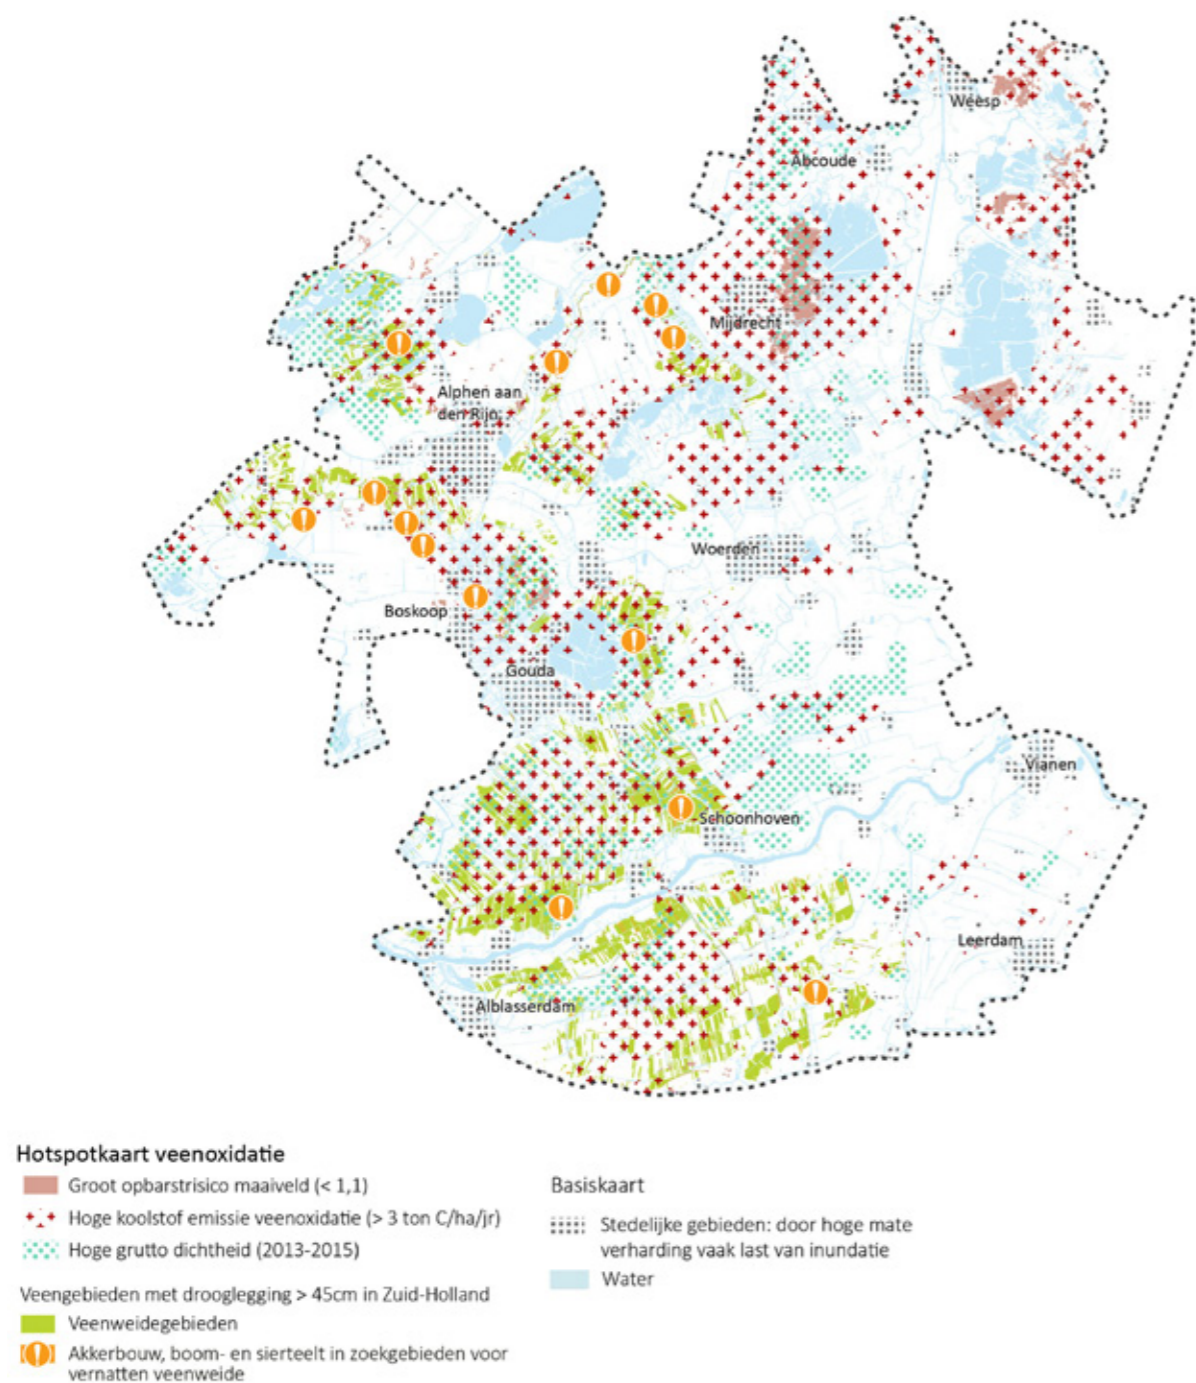 Weesp
Abcoude
Mijdrecht
Alphen aan
den Rijn
Woerden
Boskoop
Gouda
Vianen
Schoonhoven
Leerdam
Alblasserdam
Hotspotkaart veenoxidatie
Groot opbarstrisico maaiveld (< 1,1)
Hoge koolstof emissie veenoxidatie (> 3 ton C/ha/jr)
Hoge grutto dichtheid (2013-2015)
Veengebieden met drooglegging > 45cm in Zuid-Holland
Veenweidegebieden
Akkerbouw, boom- en sierteelt in zoekgebieden voor
vernatten veenweide
Basiskaart
Stedelijke gebieden: door hoge mate
verharding vaak last van inundatie
Water